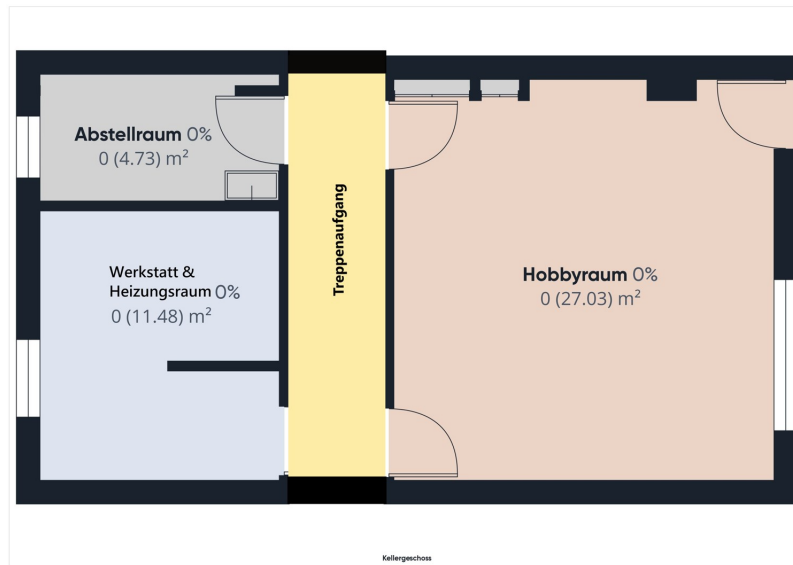 Abstellraum 0%
0 (4.73) m²
Treppenaufgang
Werkstatt &
Heizungsraum 0%
0 (11.48) m²
Hobbyraum 0%
0 (27.03) m²
Kellergeschoss